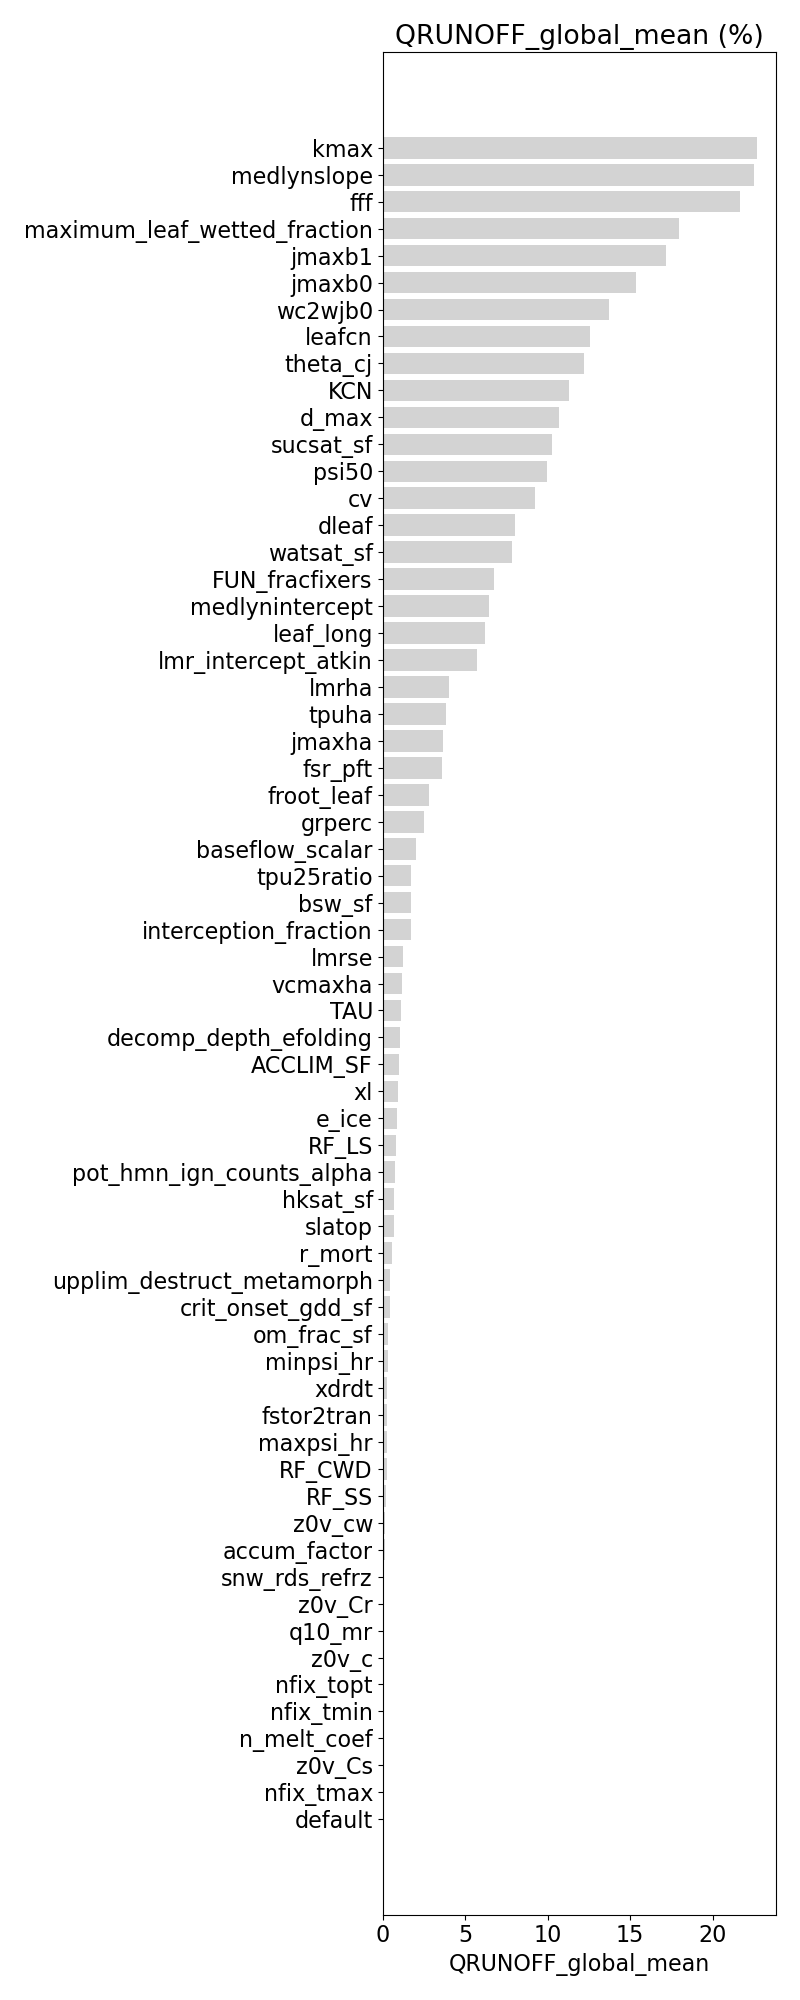 QRUNOFF_global_mean (%)
kmax
medlynslope
fff
maximum_leaf_wetted_fraction
jmaxb1
jmaxb0
wc2wjb0
leafcn
theta_cj
KCN
d_max
sucsat_sf
psi50
cv
dleaf
watsat_sf
FUN_fracfixers
medlynintercept
leaf_long
lmr_intercept_atkin
lmrha
tpuha
jmaxha
fsr_pft
froot_leaf
grperc
baseflow_scalar
tpu25ratio
bsw_sf
interception_fraction
lmrse
vcmaxha
TAU
decomp_depth_efolding
ACCLIM_SF
xl
e_ice
RF_LS
pot_hmn_ign_counts_alpha
hksat_sf
slatop
r_mort
upplim_destruct_metamorph
crit_onset_gdd_sf
om_frac_sf
minpsi_hr
xdrdt
fstor2tran
maxpsi_hr
RF_CWD
RF_SS
z0v_cw
accum_factor
snw_rds_refrz
z0v_Cr
q10_mr
z0v_c
nfix_topt
nfix_tmin
n_melt_coef
z0v_Cs
nfix_tmax
default
0 5 10 15 20
QRUNOFF_global_mean